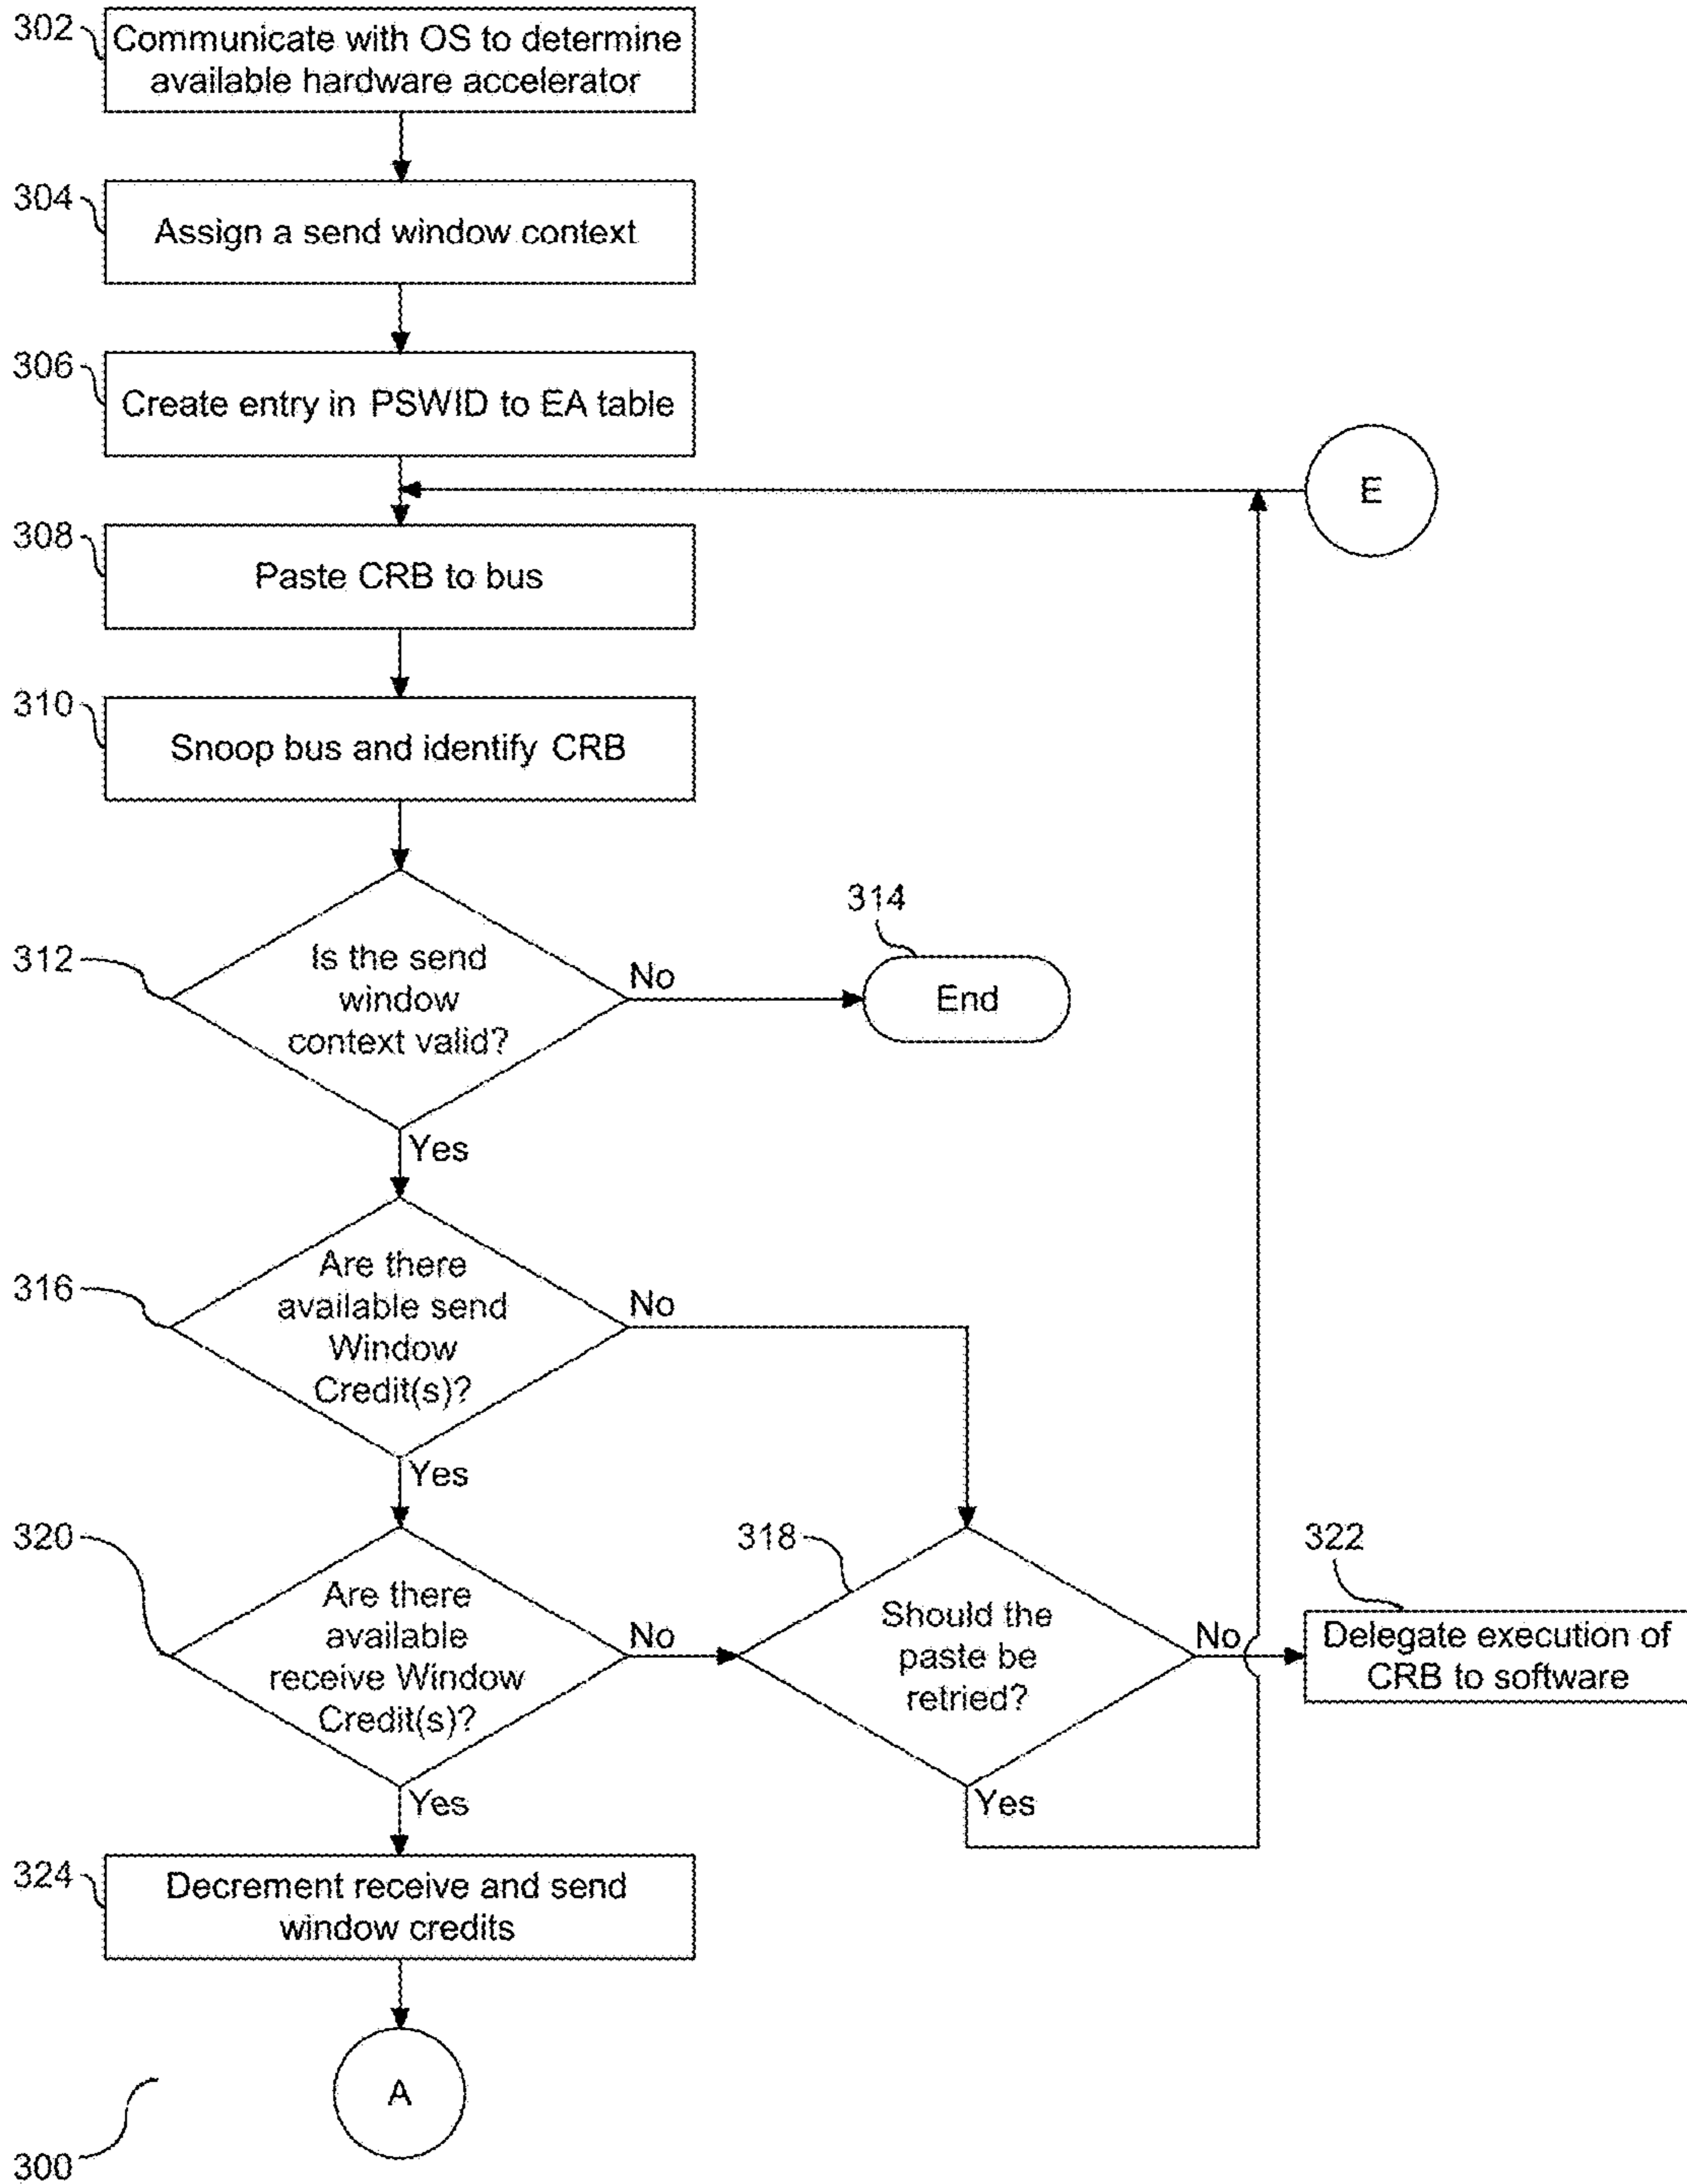 302
Communicate with OS to determine
available hardware accelerator
304
Assign a send window context
306
Create entry in PSWID to EA table
E
308
Paste CRB to bus
310
Snoop bus and identify CRB
312
Is the send
window
context valid?
No
314
End
Yes
316
Are there
available send
Window
Credit(s)?
No
Yes
320
Are there
available
receive Window
Credit(s)?
No
318
Should the
paste be
retried?
No
322
Delegate execution of
CRB to software
Yes
Yes
324
Decrement receive and send
window credits
A
300